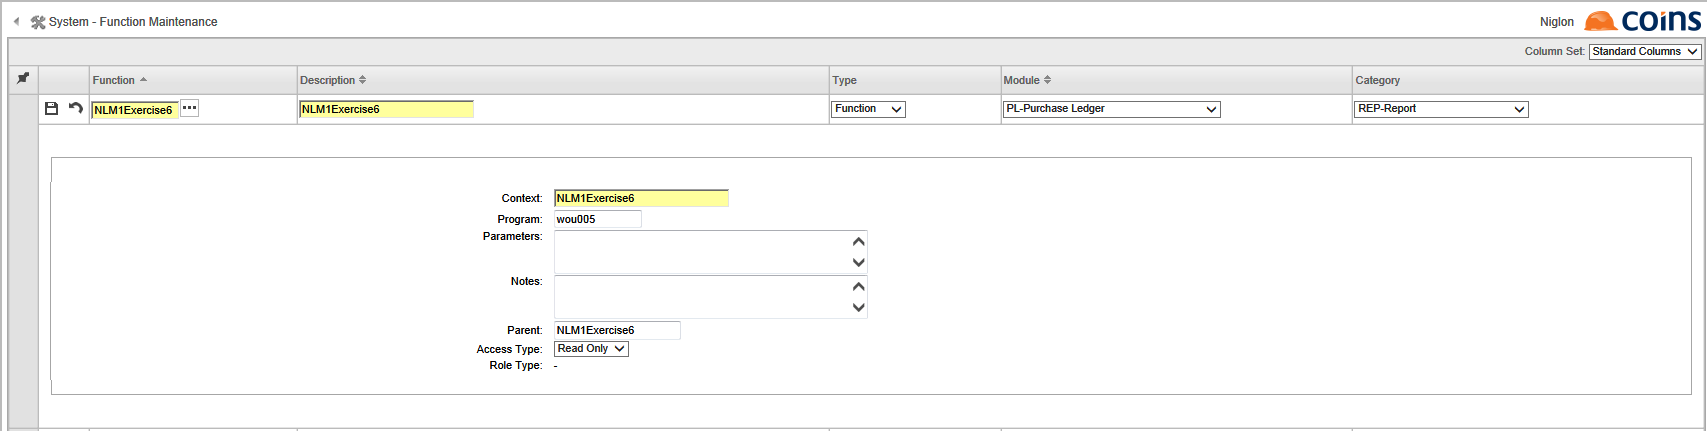 System - Function Maintenance
Niglon coins
Column Set: Standard Columns
Function Description Type Module Category
NLM1Exercise6 ... NLM1Exercise6 Function PL-Purchase Ledger REP-Report
Context: NLM1Exercise6
Program: wou005
Parameters:
Notes:
Parent: NLM1Exercise6
Access Type: Read Only
Role Type: -